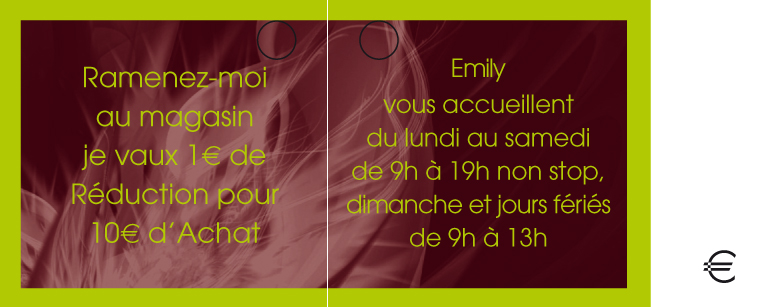 Ramenez-moi
au magasin
je vaux 1€ de
Réduction pour
10€ d'Achat
Emily
vous accueillent
du lundi au samedi
de 9h à 19h non stop,
dimanche et jours fériés
de 9h à 13h
€